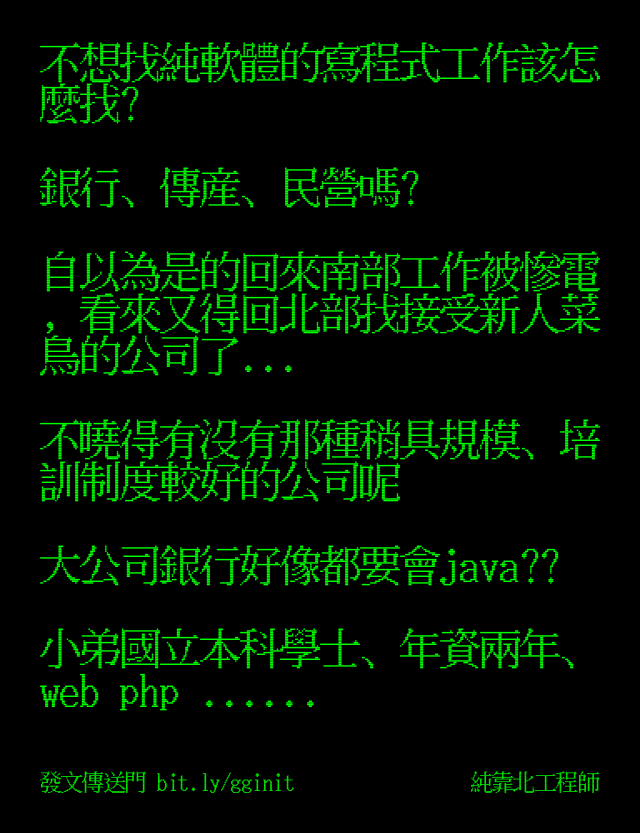 不想找純軟體的寫程式工作該怎
麼找?
銀行、傳產、民營嗎?
自以為是的回來南部工作被慘電
，看來又得回北部找接受新人菜
鳥的公司了...
不曉得有沒有那種稍具規模、培
訓制度較好的公司呢
大公司銀行好像都要會java??
小弟國立本科學士、年資兩年、
web php ......
發文傳送門 bit.ly/gginit
純靠北工程師